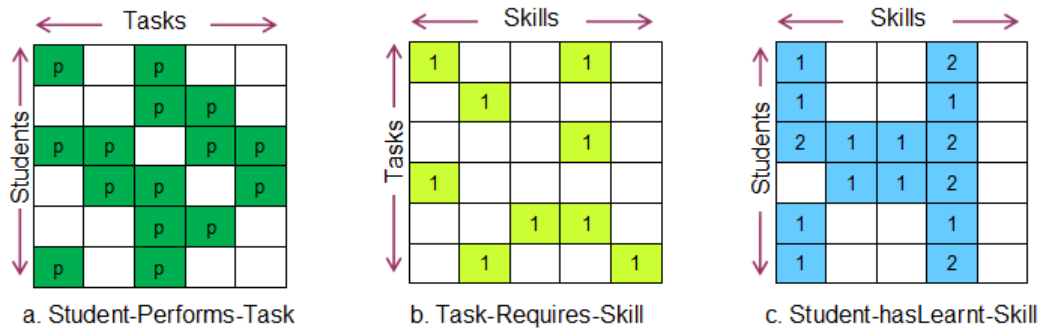 Tasks
Students
p p
p p
p p p p
p p p
p p
p p
a. Student-Performs-Task
Skills
Tasks
1 1
1
1
1
1 1
1 1
b. Task-Requires-Skill
Skills
Students
1 2
1 1
2 1 1 2
1 1 2
1 1
1 2
c. Student-hasLearnt-Skill